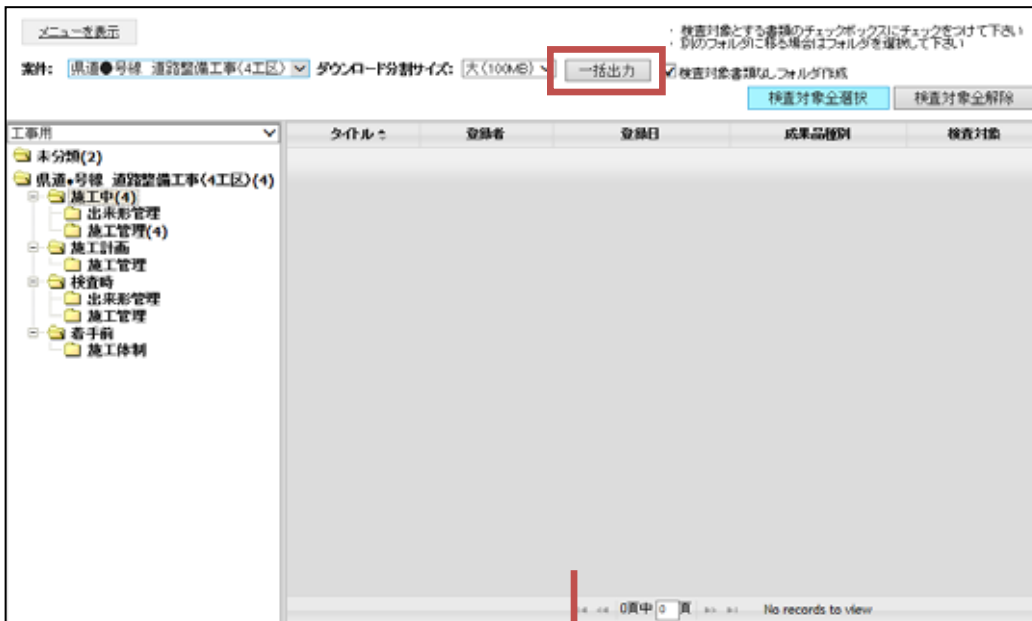 メニューを表示
・ 検査対象とする書類のチェックボックスにチェックをつけて下さい
・ 別のフォルダに移る場合はフォルダを選択して下さい
案件: 県道●号線 道路整備工事(4工区) ダウンロード分割サイズ: 大(100MB) 一括出力 検査対象書類なしフォルダ作成
検査対象全選択 検査対象全解除
工事用 タイトル 登録者 登録日 成果品種別 検査対象
未分類(2)
県道●号線 道路整備工事(4工区)(4)
施工中(4)
出来形管理
施工管理(4)
施工計画
施工管理
検査時
出来形管理
施工管理
着手前
施工体制
0頁中 0 頁 No records to view